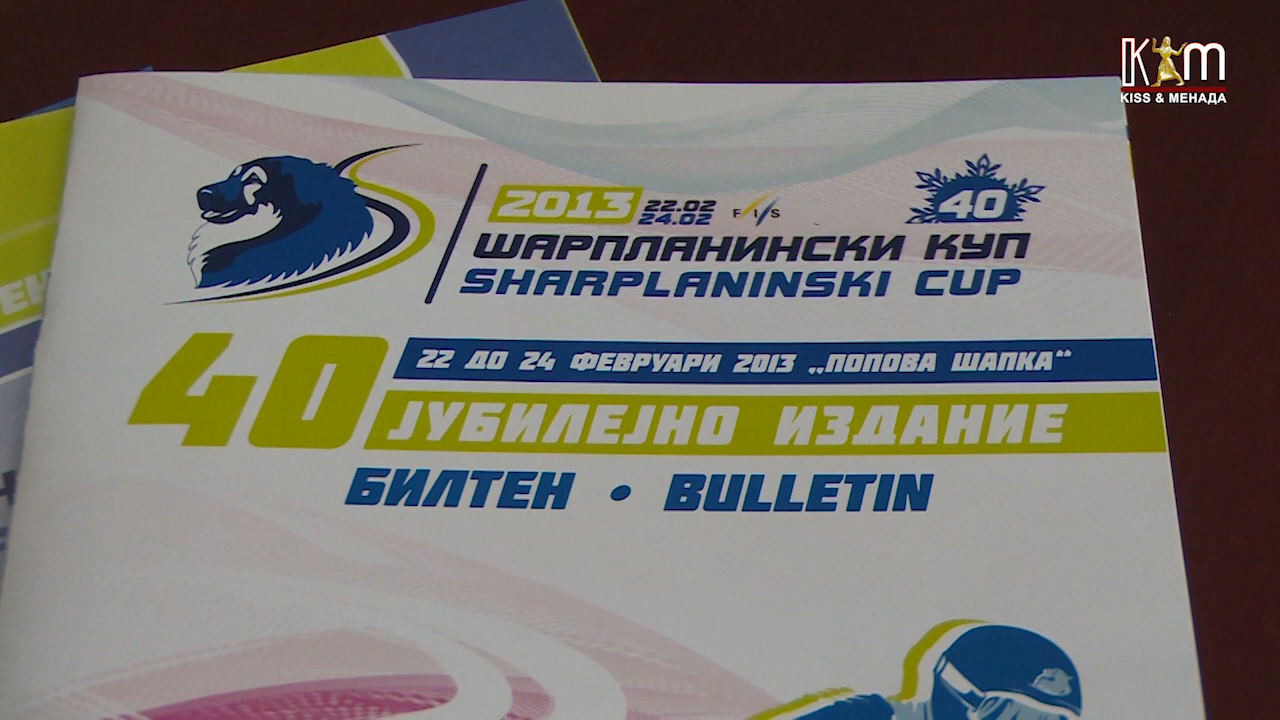 KM
KISS & МЕНАДА
2013 22.02
24.02
FIS
40
ШАРПЛАНИНСКИ КУП
SHARPLANINSKI CUP
40
22 ДО 24 ФЕВРУАРИ 2013 „ПОПОВА ШАПКА“
ЈУБИЛЕЈНО ИЗДАНИЕ
БИЛТЕН • BULLETIN